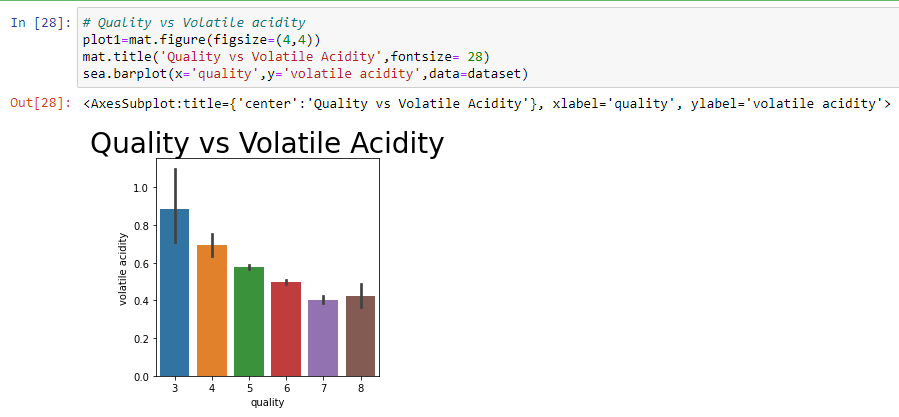 In [28]: # Quality vs Volatile acidity
plot1=mat.figure(figsize=(4,4))
mat.title('Quality vs Volatile Acidity',fontsize= 28)
sea.barplot(x='quality',y='volatile acidity',data=dataset)
Out[28]: <AxesSubplot:title={'center':'Quality vs Volatile Acidity'}, xlabel='quality', ylabel='volatile acidity'>
Quality vs Volatile Acidity
1.0
0.8
0.6
0.4
0.2
0.0
volatile acidity
3 4 5 6 7 8
quality